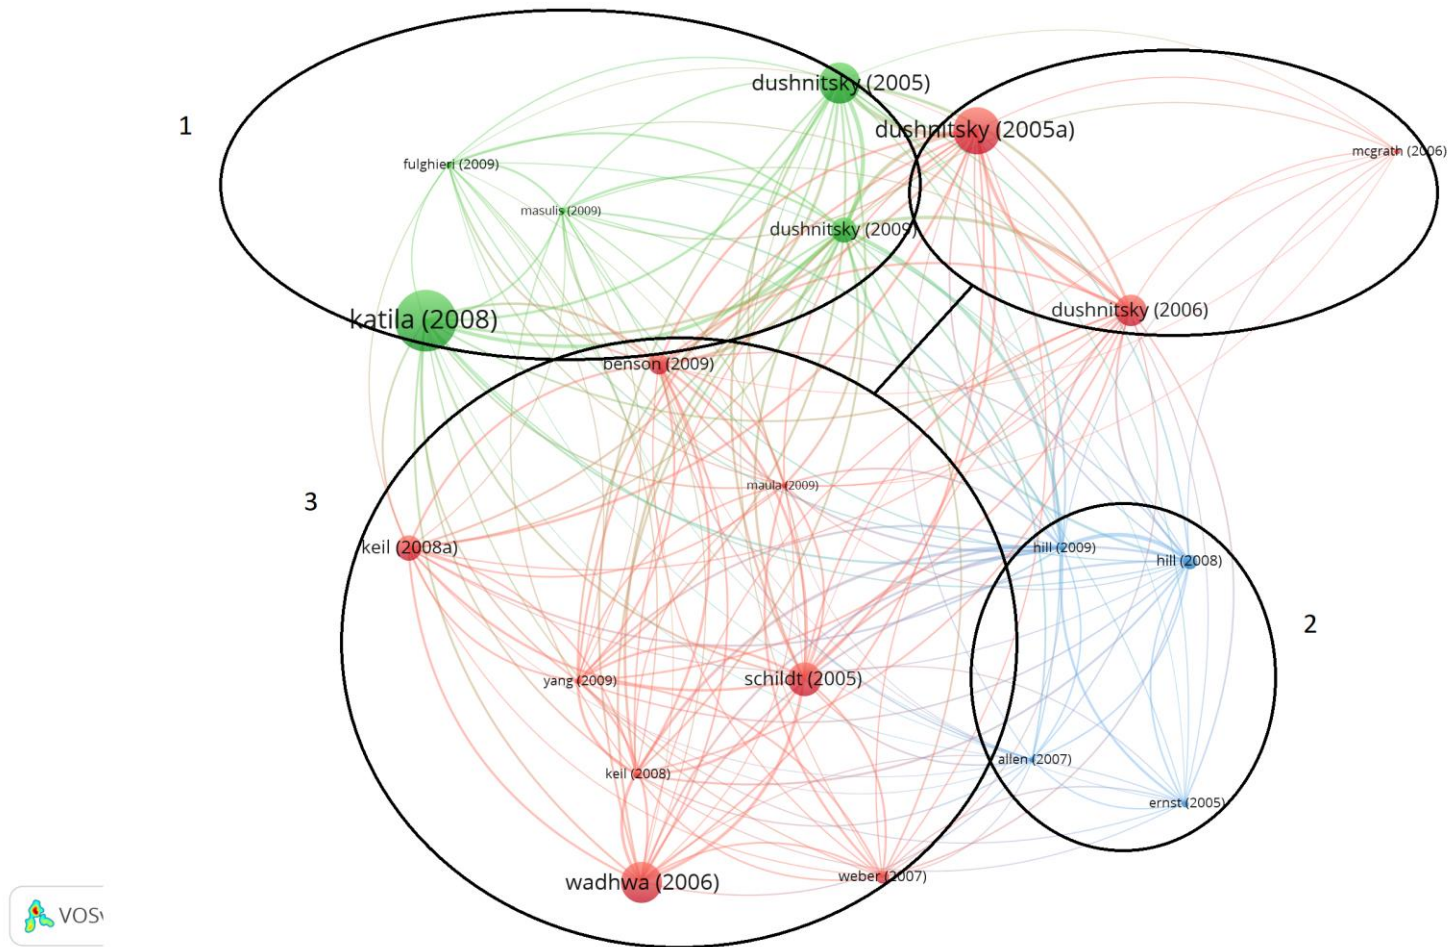 dushnitsky (2005)
1
dushnitsky (2005a)
mcgrath (2006)
fulghieri (2009)
masulis (2009)
dushnitsky (2009)
dushnitsky (2006)
katila (2008)
benson (2009)
maula (2009)
3
keil (2008a)
hill (2009)
hill (2008)
2
yang (2009)
schildt (2005)
allen (2007)
keil (2008)
ernst (2005)
wadhwa (2006)
weber (2007)